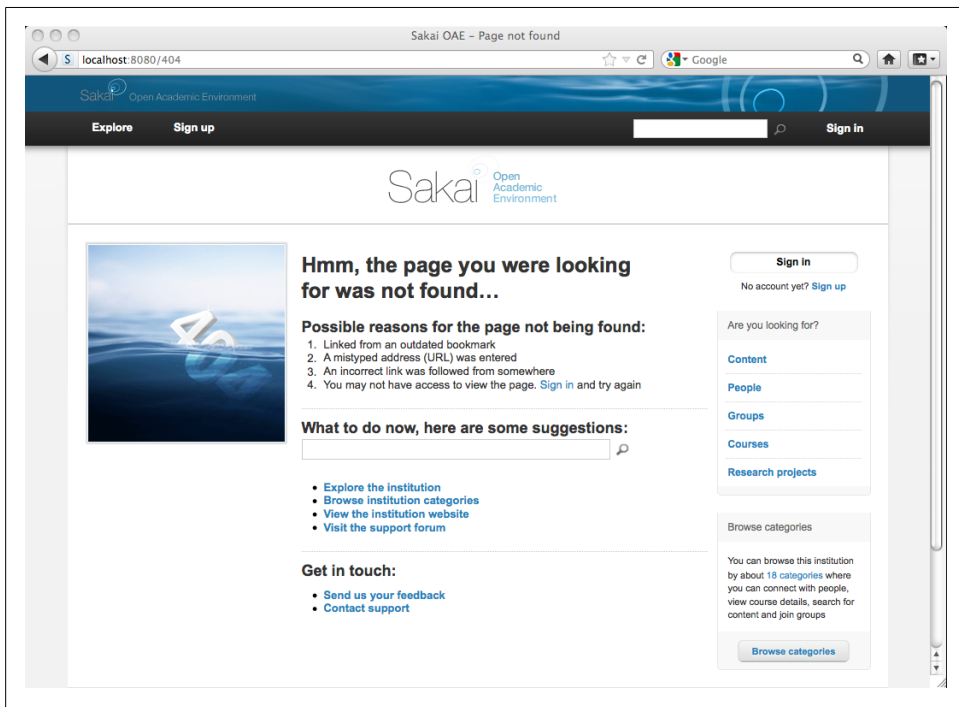 Sakai OAE – Page not found
S localhost:8080/404
Google
Sakai Open Academic Environment
Explore Sign up Sign in
Sakai Open
Academic
Environment
404
Hmm, the page you were looking
for was not found...
Possible reasons for the page not being found:
1. Linked from an outdated bookmark
2. A mistyped address (URL) was entered
3. An incorrect link was followed from somewhere
4. You may not have access to view the page. Sign in and try again
What to do now, here are some suggestions:
• Explore the institution
• Browse institution categories
• View the institution website
• Visit the support forum
Get in touch:
• Send us your feedback
• Contact support
Sign in
No account yet? Sign up
Are you looking for?
Content
People
Groups
Courses
Research projects
Browse categories
You can browse this institution
by about 18 categories where
you can connect with people,
view course details, search for
content and join groups
Browse categories